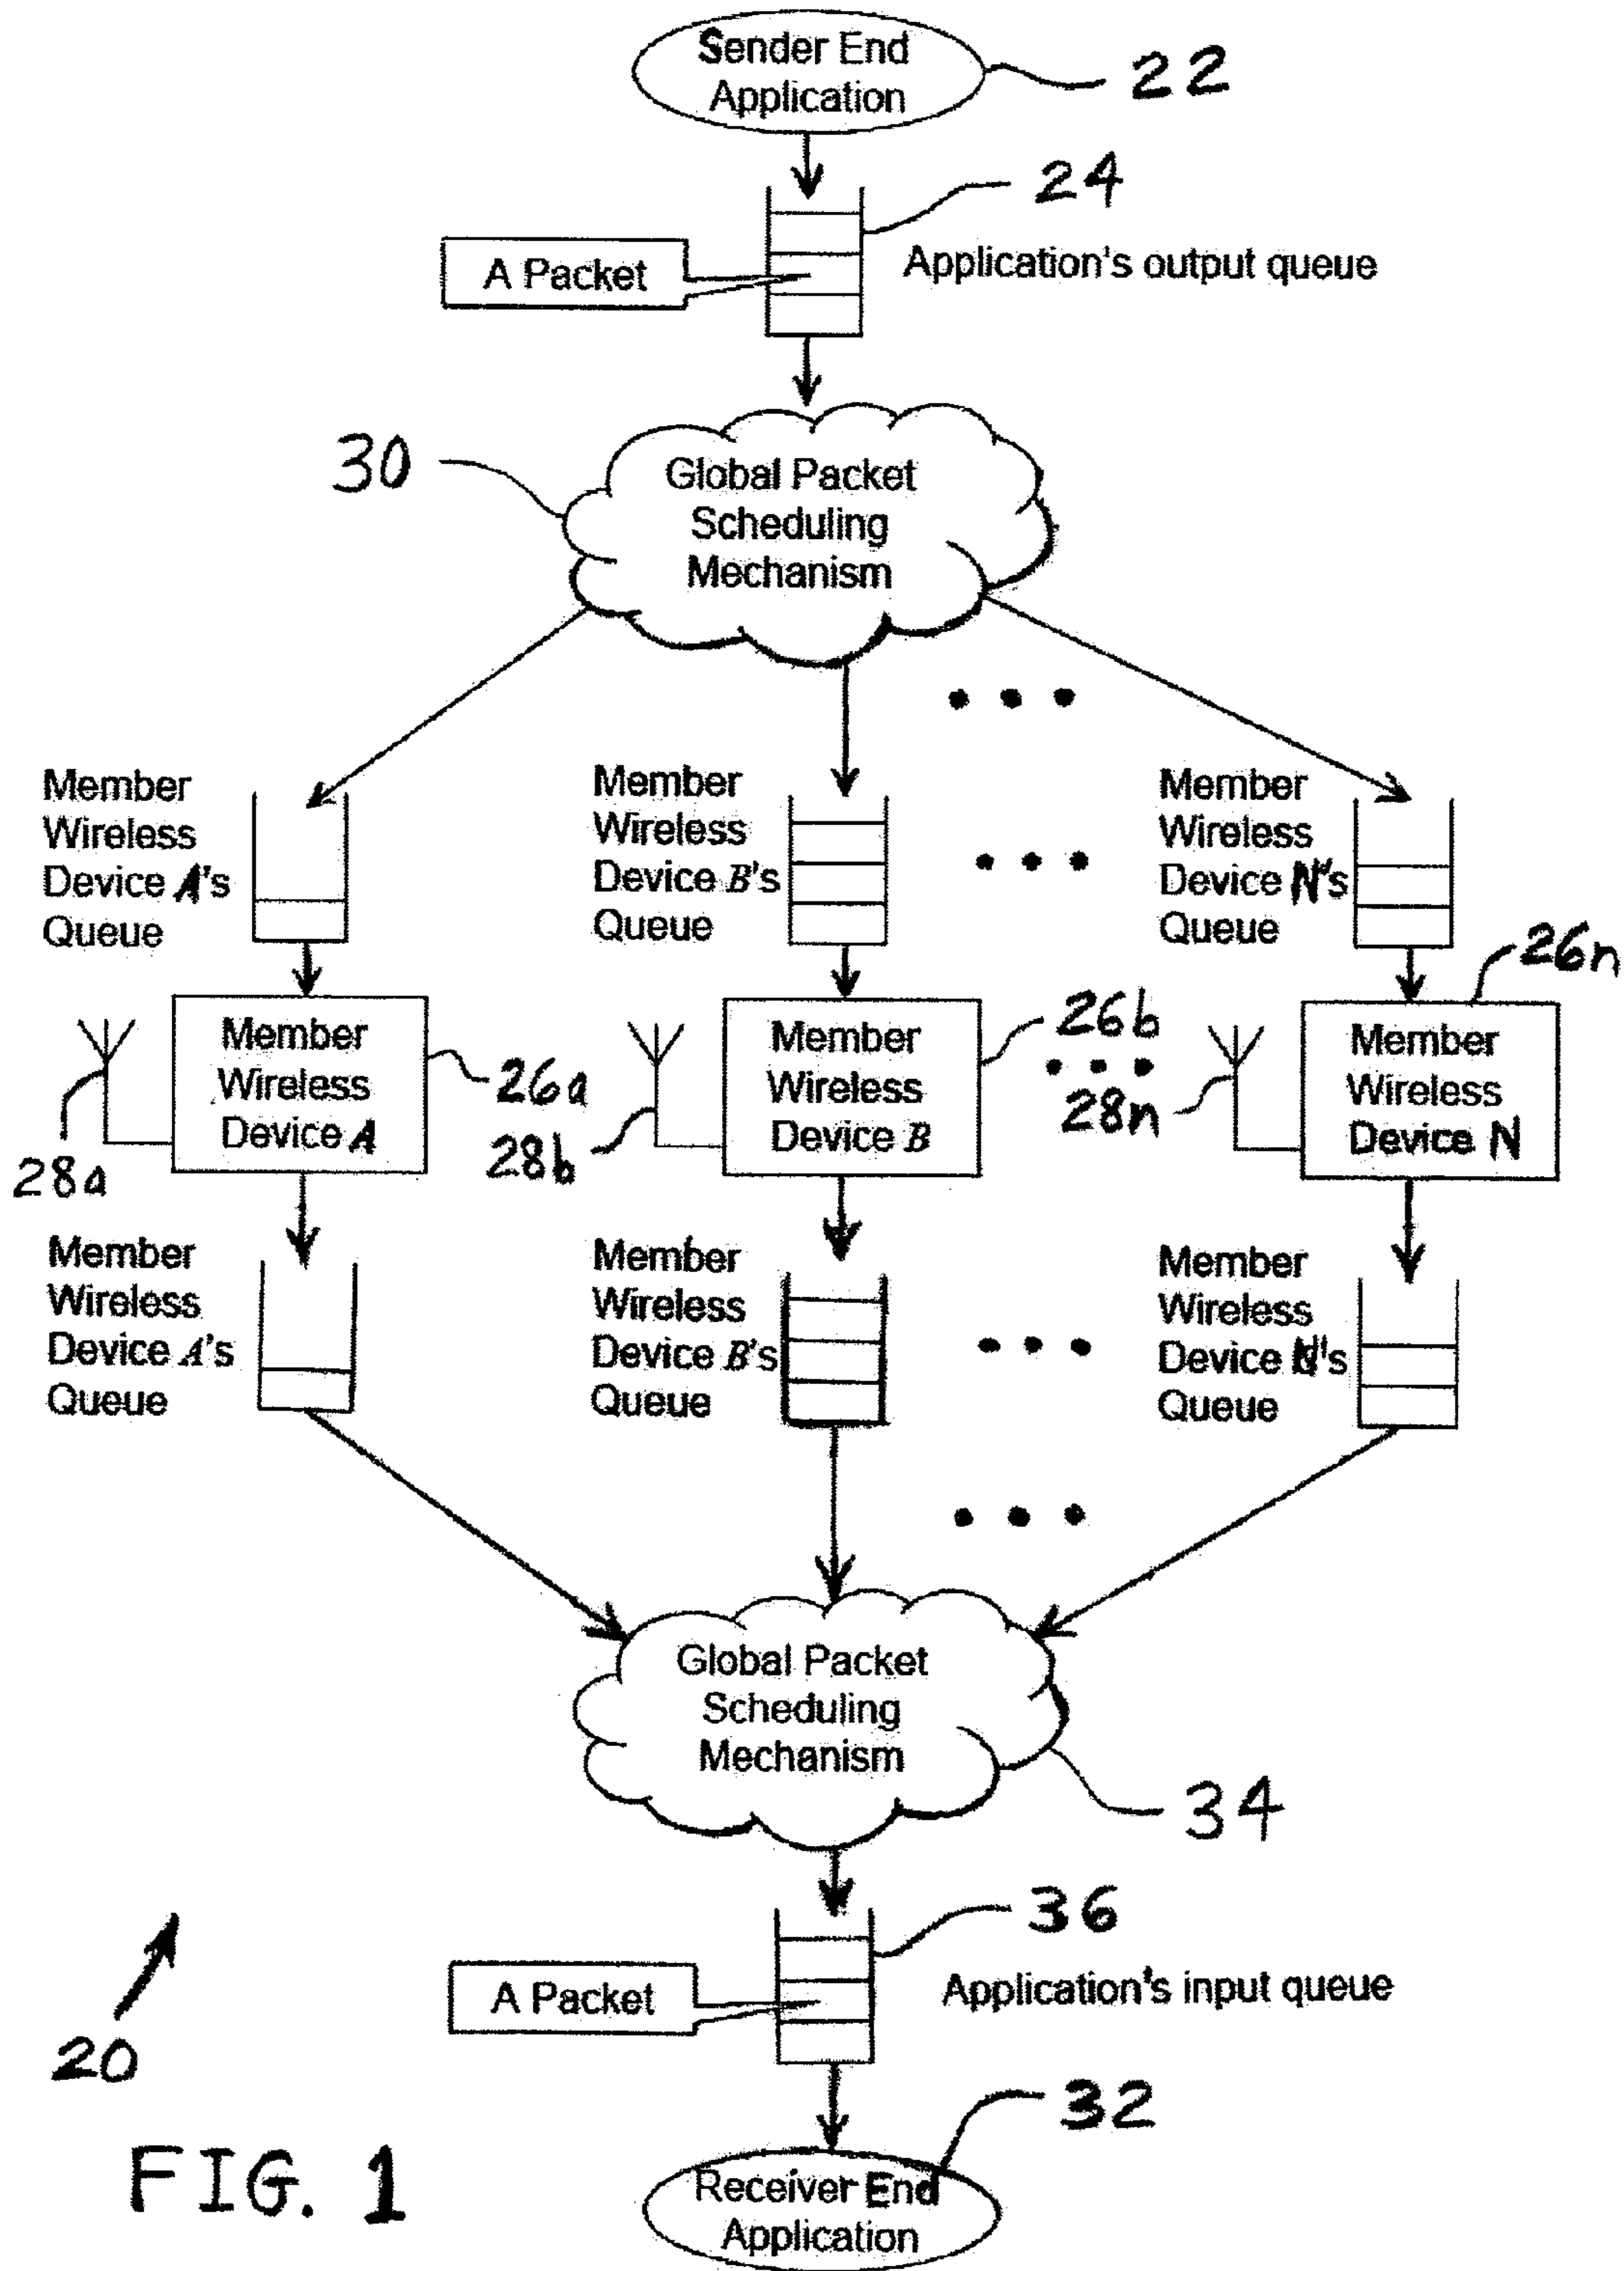 Sender End
Application
22
24
A Packet
Application's output queue
30
Global Packet
Scheduling
Mechanism
Member
Wireless
Device A's
Queue
Member
Wireless
Device B's
Queue
Member
Wireless
Device N's
Queue
26n
Member
Wireless
Device A
26a
28a
Member
Wireless
Device B
26b
28b
Member
Wireless
Device N
28n
Member
Wireless
Device A's
Queue
Member
Wireless
Device B's
Queue
Member
Wireless
Device N's
Queue
Global Packet
Scheduling
Mechanism
34
36
A Packet
Application's input queue
20
32
Receiver End
Application
FIG. 1